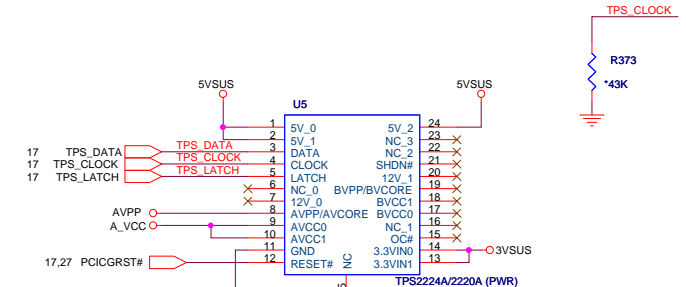 TPS_CLOCK
R373
*43K
5VSUS
5VSUS
U5
1 5V_0 5V_2 24
2 5V_1 NC_3 23
17 TPS_DATA TPS_DATA 3 DATA NC_2 22
17 TPS_CLOCK TPS_CLOCK 4 CLOCK SHDN# 21
17 TPS_LATCH TPS_LATCH 5 LATCH 12V_1 20
6 NC_0 BVPP/BVCORE 19
7 12V_0 BVCC1 18
AVPP 8 AVPP/AVCORE BVCC0 17
A_VCC 9 AVCC0 NC_1 16
10 AVCC1 OC# 15
11 GND 3.3VIN0 14 3VSUS
17,27 PCICGRST# 12 RESET# NC 3.3VIN1 13
TPS2224A/2220A (PWR)